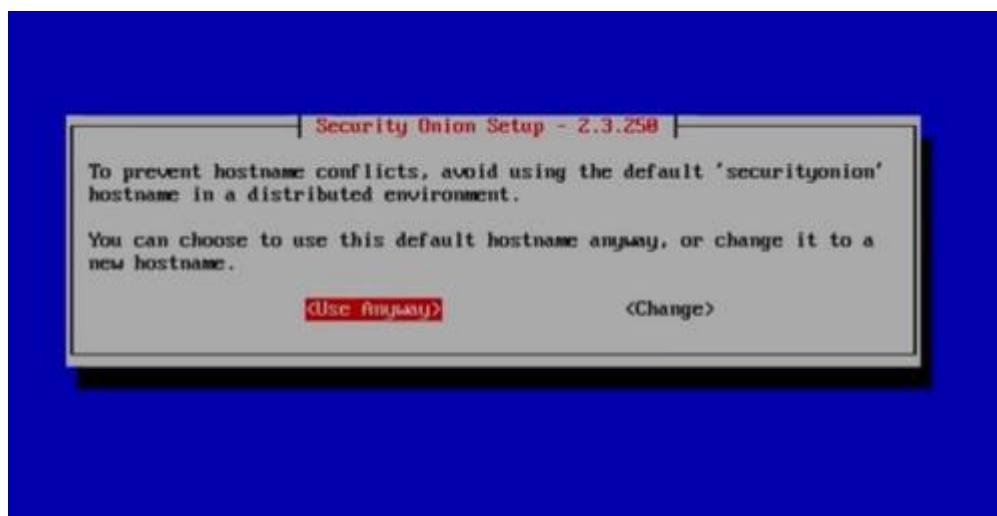 Security Onion Setup - 2.3.250
To prevent hostname conflicts, avoid using the default 'securityonion'
hostname in a distributed environment.
You can choose to use this default hostname anyway, or change it to a
new hostname.
<Use Anyway> <Change>